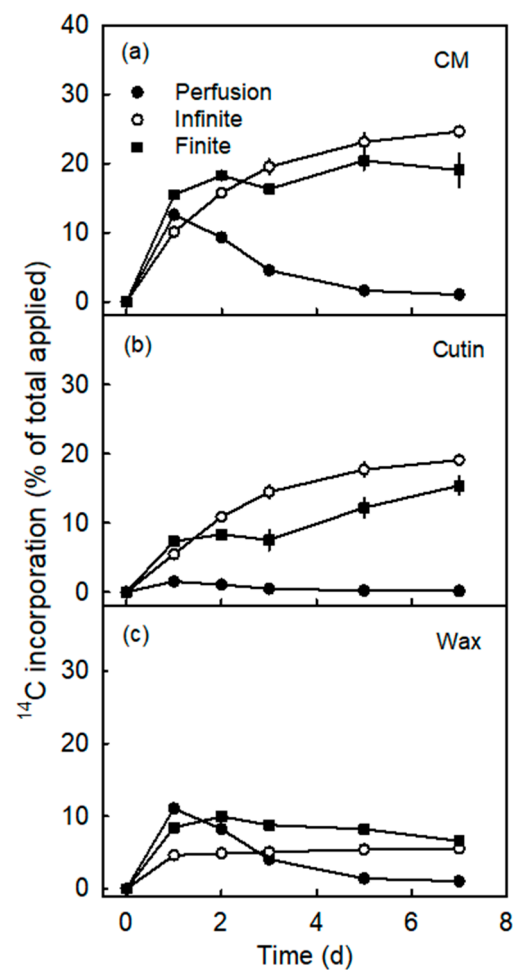 40
(a)
CM
30
Perfusion
Infinite
Finite
20
10
0
(b)
Cutin
30
20
10
0
(c)
Wax
30
20
10
0
0 2 4 6 8
Time (d)
¹⁴C incorporation (% of total applied)